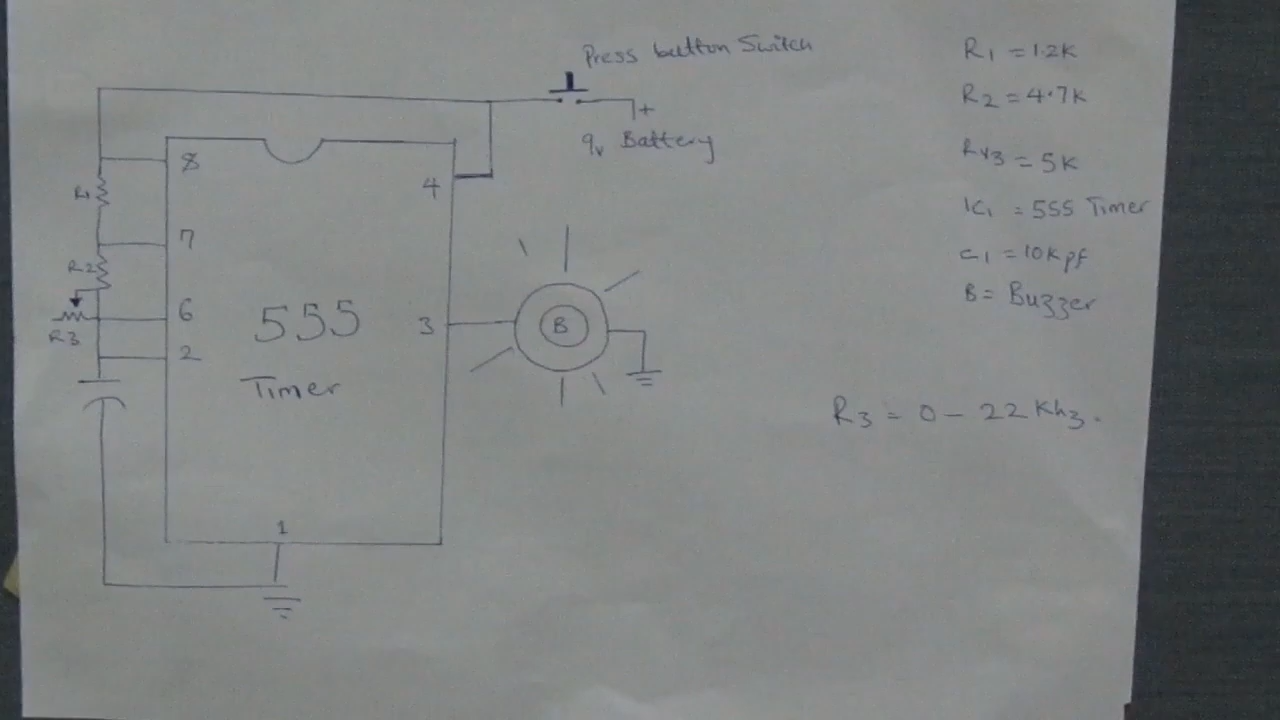 Press button Switch
+
9v Battery
8
4
R1
7
R2
6
R3
2
555
Timer
3
B
1
R1 = 1.2K
R2 = 4.7K
RV3 = 5K
IC1 = 555 Timer
C1 = 10Kpf
B = Buzzer
R3 = 0 - 22 Khz.